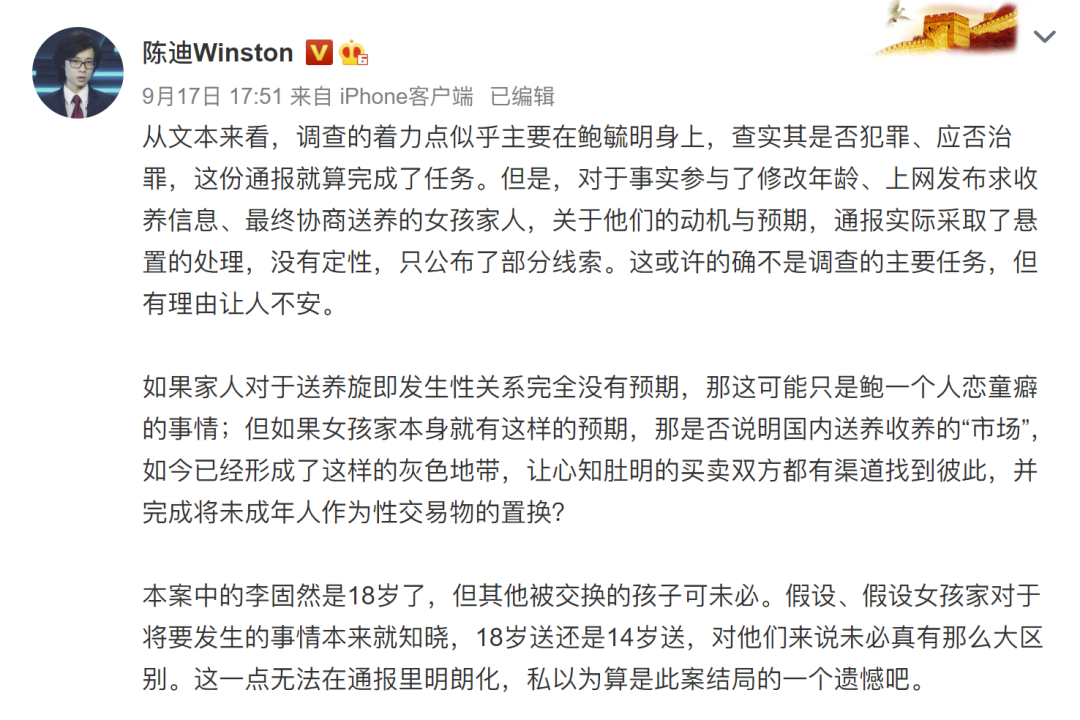 陈迪Winston
9月17日 17:51 来自 iPhone客户端 已编辑
从文本来看，调查的着力点似乎主要在鲍毓明身上，查实其是否犯罪、应否治
罪，这份通报就算完成了任务。但是，对于事实参与了修改年龄、上网发布求收
养信息、最终协商送养的女孩家人，关于他们的动机与预期，通报实际采取了悬
置的处理，没有定性，只公布了部分线索。这或许的确不是调查的主要任务，但
有理由让人不安。
如果家人对于送养旋即发生性关系完全没有预期，那这可能只是鲍一个人恋童癖
的事情；但如果女孩家本身就有这样的预期，那是否说明国内送养收养的“市场”，
如今已经形成了这样的灰色地带，让心知肚明的买卖双方都有渠道找到彼此，并
完成将未成年人作为性交易物的置换？
本案中的李固然是18岁了，但其他被交换的孩子可未必。假设、假设女孩家对于
将要发生的事情本来就知晓，18岁送还是14岁送，对他们来说未必真有那么大区
别。这一点无法在通报里明朗化，私以为算是此案结局的一个遗憾吧。